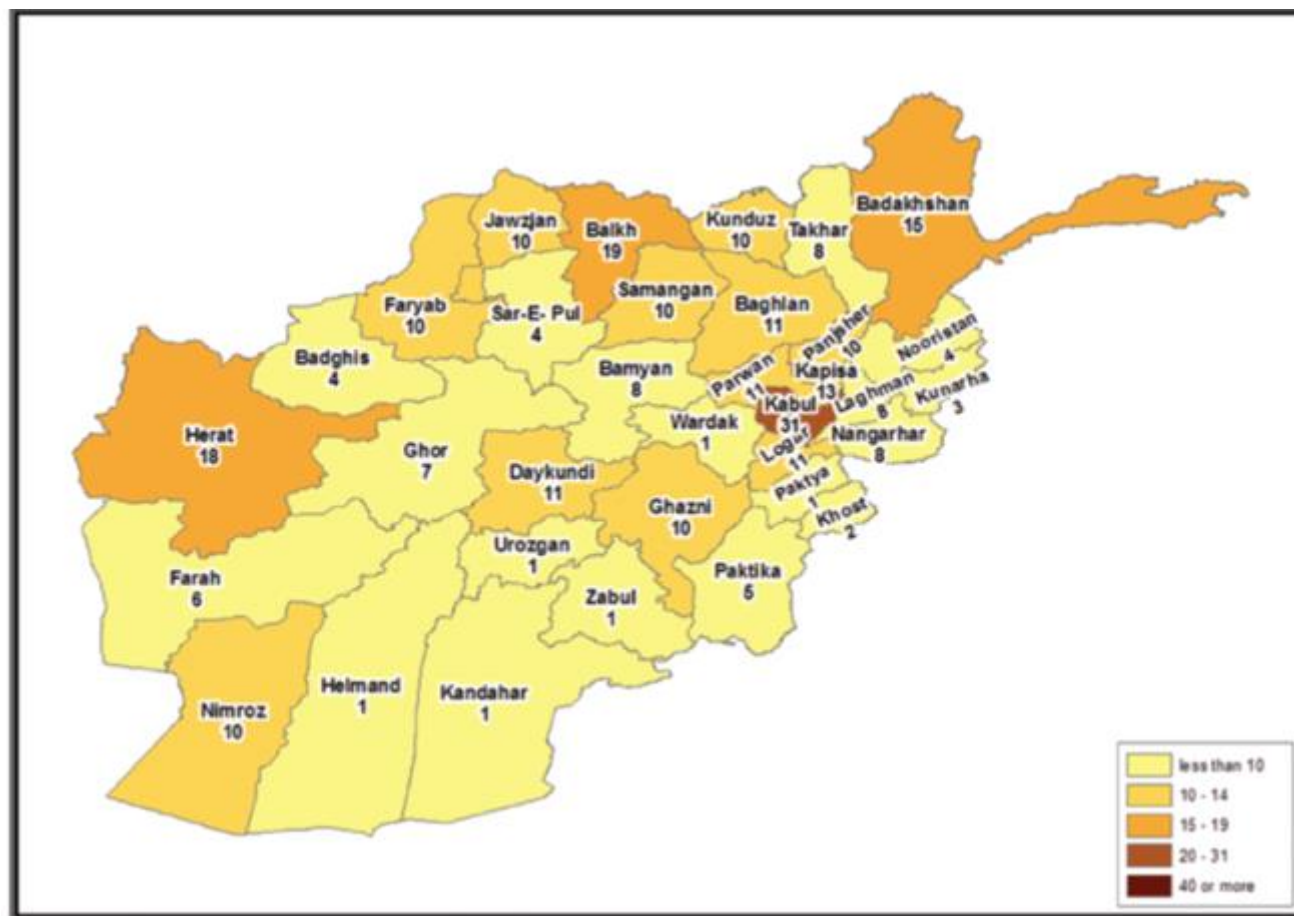 Badakhshan
15
Jawzjan
10
Balkh
19
Kunduz
10
Takhar
8
Faryab
10
Sar-E- Pul
4
Samangan
10
Baghlan
11
Panjsher
10
Nooristan
4
Badghis
4
Bamyan
8
Parwan
11
Kapisa
13
Laghman
8
Kunarha
3
Herat
18
Ghor
7
Wardak
1
Kabul
31
Nangarhar
8
Logar
11
Daykundi
11
Ghazni
10
Paktya
1
Khost
2
Urozgan
1
Farah
6
Zabul
1
Paktika
5
Nimroz
10
Helmand
1
Kandahar
1
less than 10
10 - 14
15 - 19
20 - 31
40 or more